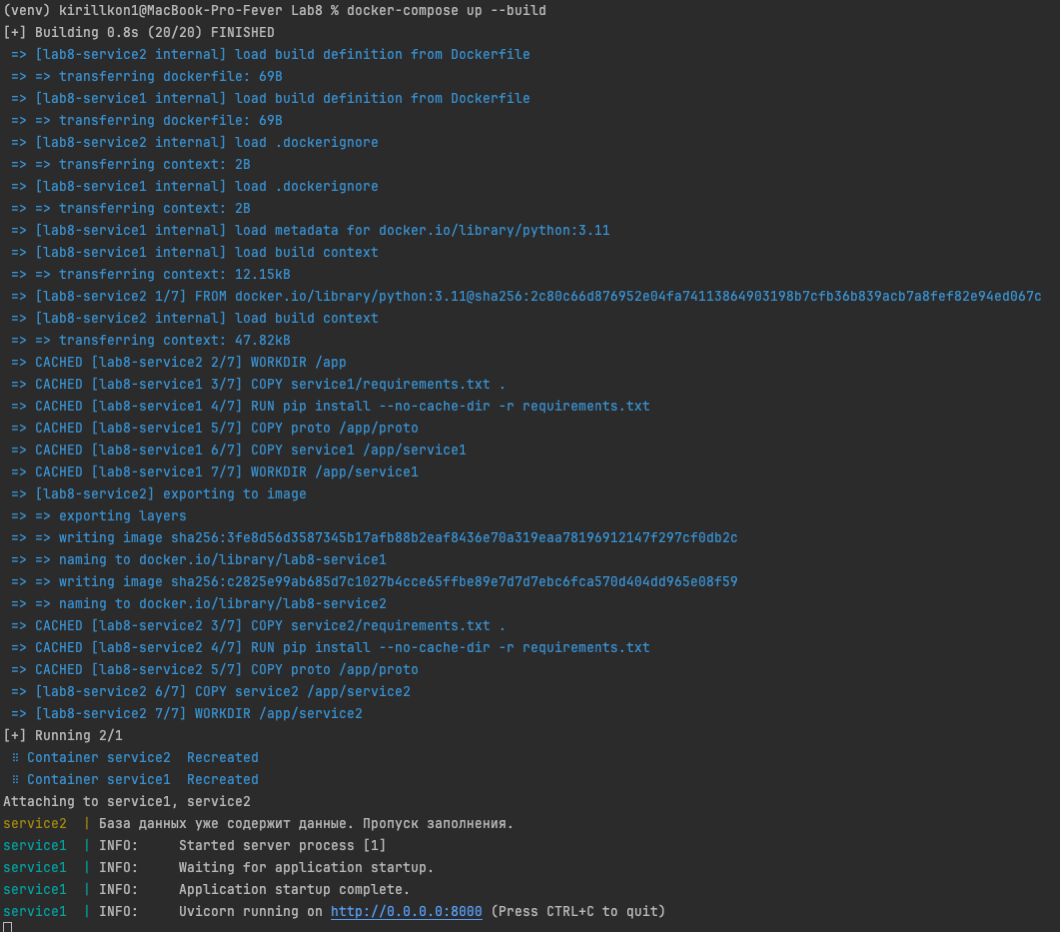 (venv) kirillkon1@MacBook-Pro-Fever Lab8 % docker-compose up --build
[+] Building 0.8s (20/20) FINISHED
=> [lab8-service2 internal] load build definition from Dockerfile
=> => transferring dockerfile: 69B
=> [lab8-service1 internal] load build definition from Dockerfile
=> => transferring dockerfile: 69B
=> [lab8-service2 internal] load .dockerignore
=> => transferring context: 2B
=> [lab8-service1 internal] load .dockerignore
=> => transferring context: 2B
=> [lab8-service1 internal] load metadata for docker.io/library/python:3.11
=> [lab8-service1 internal] load build context
=> => transferring context: 12.15kB
=> [lab8-service2 1/7] FROM docker.io/library/python:3.11@sha256:2c80c66d876952e04fa74113864903198b7cfb36b839acb7a8fef82e94ed067c
=> [lab8-service2 internal] load build context
=> => transferring context: 47.82kB
=> CACHED [lab8-service2 2/7] WORKDIR /app
=> CACHED [lab8-service1 3/7] COPY service1/requirements.txt .
=> CACHED [lab8-service1 4/7] RUN pip install --no-cache-dir -r requirements.txt
=> CACHED [lab8-service1 5/7] COPY proto /app/proto
=> CACHED [lab8-service1 6/7] COPY service1 /app/service1
=> CACHED [lab8-service1 7/7] WORKDIR /app/service1
=> [lab8-service2] exporting to image
=> => exporting layers
=> => writing image sha256:3fe8d56d3587345b17afb88b2eaf8436e70a319eaa78196912147f297cf0db2c
=> => naming to docker.io/library/lab8-service1
=> => writing image sha256:c2825e99ab685d7c1027b4cce65ffbe89e7d7d7ebc6fca570d404dd965e08f59
=> => naming to docker.io/library/lab8-service2
=> CACHED [lab8-service2 3/7] COPY service2/requirements.txt .
=> CACHED [lab8-service2 4/7] RUN pip install --no-cache-dir -r requirements.txt
=> CACHED [lab8-service2 5/7] COPY proto /app/proto
=> [lab8-service2 6/7] COPY service2 /app/service2
=> [lab8-service2 7/7] WORKDIR /app/service2
[+] Running 2/1
⠿ Container service2  Recreated
⠿ Container service1  Recreated
Attaching to service1, service2
service2  | База данных уже содержит данные. Пропуск заполнения.
service1  | INFO:     Started server process [1]
service1  | INFO:     Waiting for application startup.
service1  | INFO:     Application startup complete.
service1  | INFO:     Uvicorn running on http://0.0.0.0:8000 (Press CTRL+C to quit)